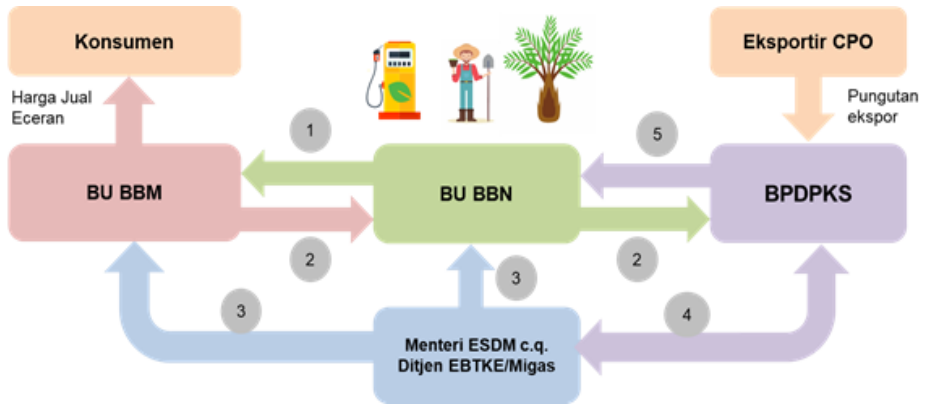 Konsumen
Eksportir CPO
Harga Jual
Eceran
Pungutan
ekspor
1
5
BU BBM
BU BBN
BPDPKS
2
2
3
3
4
Menteri ESDM c.q.
Ditjen EBTKE/Migas